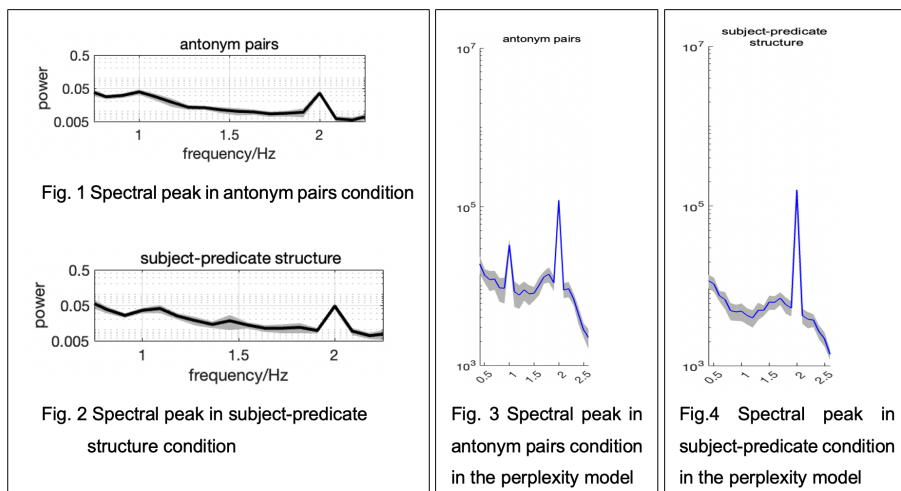 antonym pairs
0.5
0.05
0.005
power
1
1.5
2
frequency/Hz
Fig. 1 Spectral peak in antonym pairs condition
subject-predicate structure
0.5
0.05
0.005
power
1
1.5
2
frequency/Hz
Fig. 2 Spectral peak in subject-predicate
structure condition
antonym pairs
10⁷
10⁵
10³
0.5
1
1.5
2
2.5
Fig. 3 Spectral peak in
antonym pairs condition
in the perplexity model
subject-predicate
structure
10⁷
10⁵
10³
0.5
1
1.5
2
2.5
Fig.4 Spectral peak in
subject-predicate condition
in the perplexity model